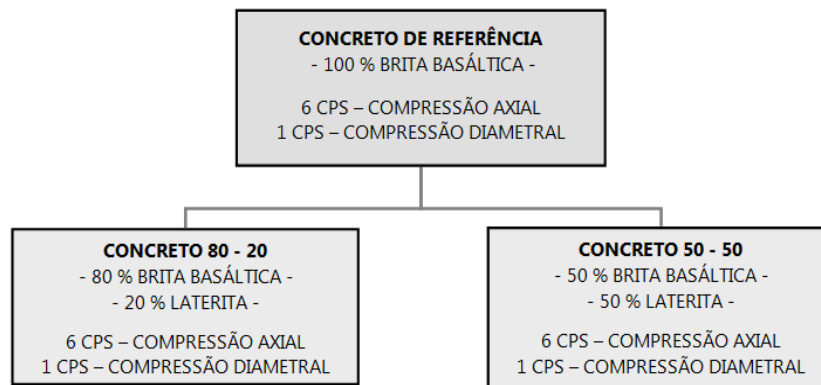 CONCRETO DE REFERÊNCIA
- 100 % BRITA BASÁLTICA -
6 CPS – COMPRESSÃO AXIAL
1 CPS – COMPRESSÃO DIAMETRAL
CONCRETO 80 - 20
- 80 % BRITA BASÁLTICA -
- 20 % LATERITA -
6 CPS – COMPRESSÃO AXIAL
1 CPS – COMPRESSÃO DIAMETRAL
CONCRETO 50 - 50
- 50 % BRITA BASÁLTICA -
- 50 % LATERITA -
6 CPS – COMPRESSÃO AXIAL
1 CPS – COMPRESSÃO DIAMETRAL